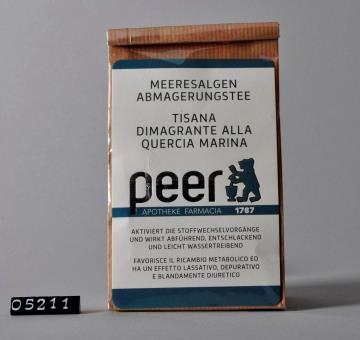 MEERESALGEN
ABMAGERUNGSTEE
TISANA
DIMAGRANTE ALLA
QUERCIA MARINA
peer
APOTHEKE FARMACIA 1787
AKTIVIERT DIE STOFFWECHSELVORGÄNGE
UND WIRKT ABFÜHREND, ENTSCHLACKEND
UND LEICHT WASSERTREIBEND
FAVORISCE IL RICAMBIO METABOLICO ED
HA UN EFFETTO LASSATIVO, DEPURATIVO
E BLANDAMENTE DIURETICO
05211